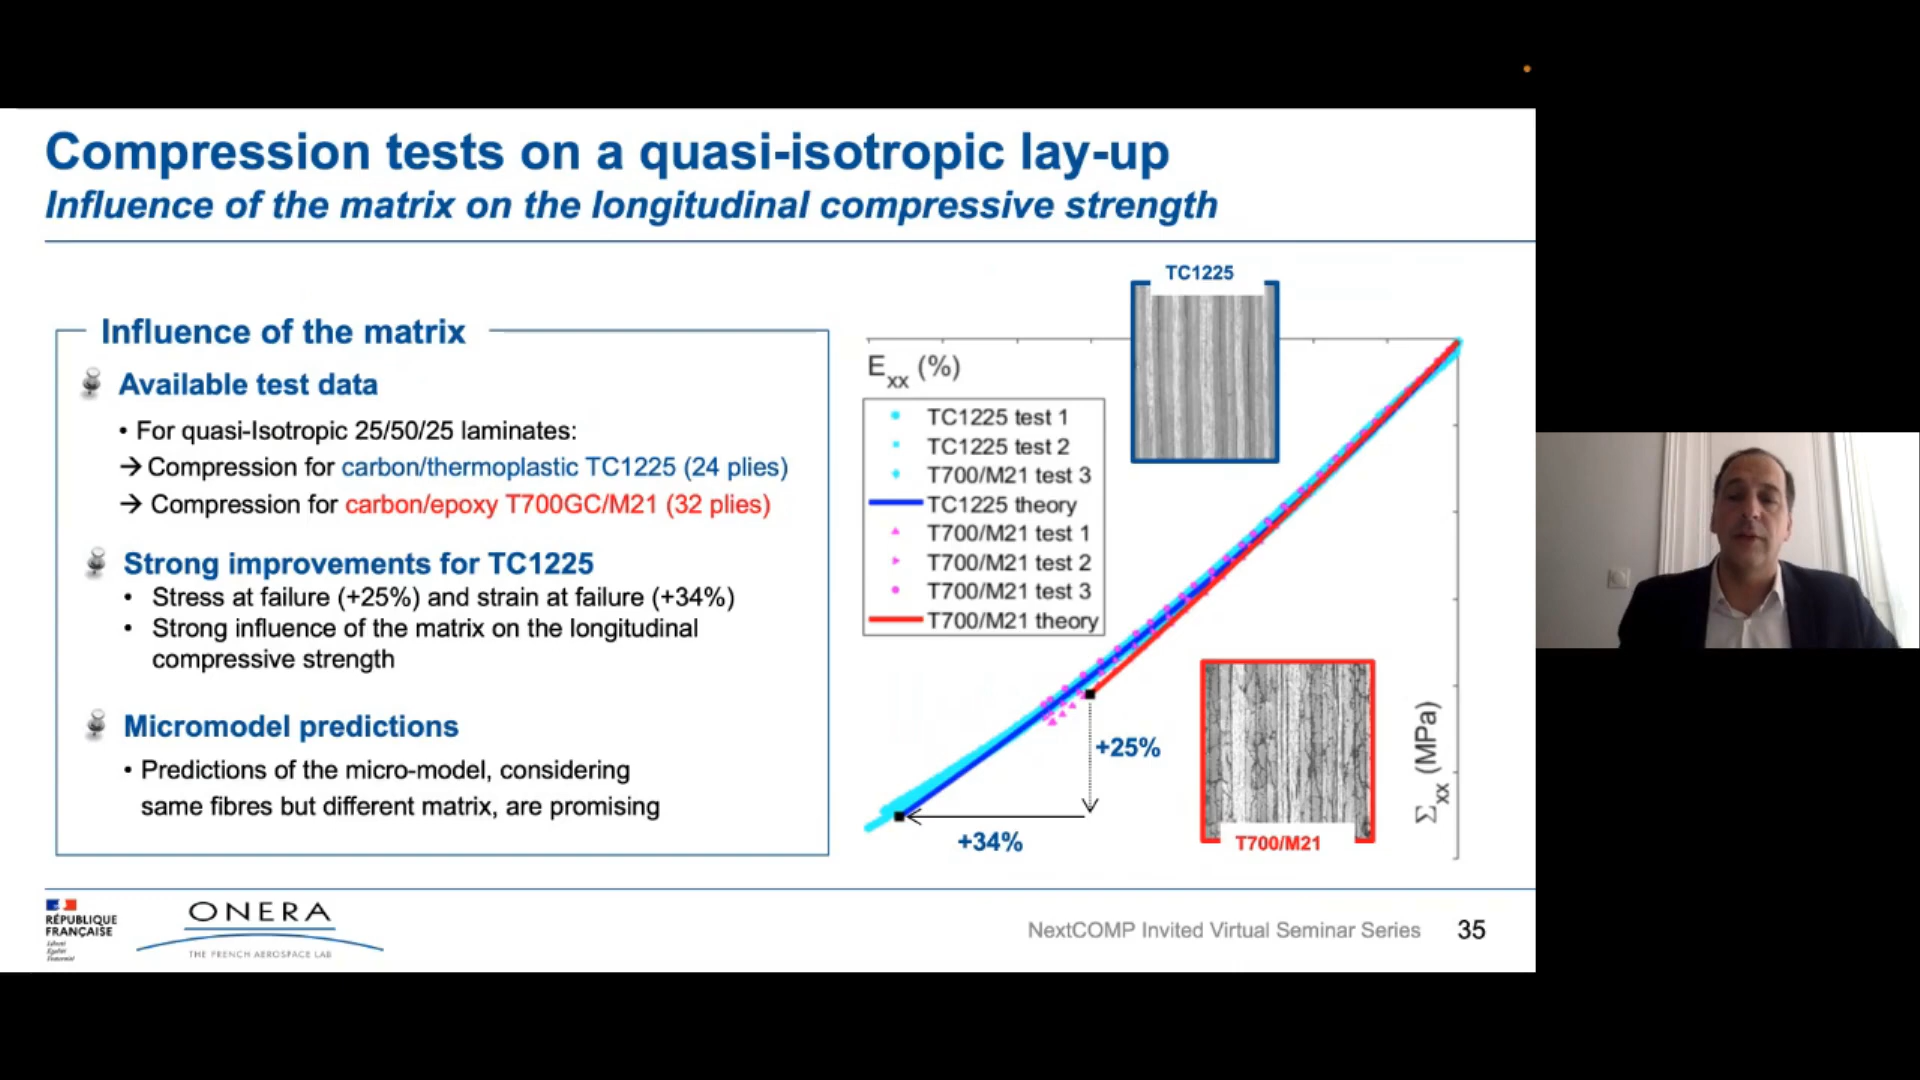 Compression tests on a quasi-isotropic lay-up
Influence of the matrix on the longitudinal compressive strength
Influence of the matrix
Available test data
• For quasi-Isotropic 25/50/25 laminates:
→ Compression for carbon/thermoplastic TC1225 (24 plies)
→ Compression for carbon/epoxy T700GC/M21 (32 plies)
Strong improvements for TC1225
• Stress at failure (+25%) and strain at failure (+34%)
• Strong influence of the matrix on the longitudinal
compressive strength
Micromodel predictions
• Predictions of the micro-model, considering
same fibres but different matrix, are promising
TC1225
Exx (%)
TC1225 test 1
TC1225 test 2
T700/M21 test 3
TC1225 theory
T700/M21 test 1
T700/M21 test 2
T700/M21 test 3
T700/M21 theory
+25%
+34%
Σxx (MPa)
T700/M21
RÉPUBLIQUE
FRANÇAISE
Liberté
Égalité
Fraternité
ONERA
THE FRENCH AEROSPACE LAB
NextCOMP Invited Virtual Seminar Series
35